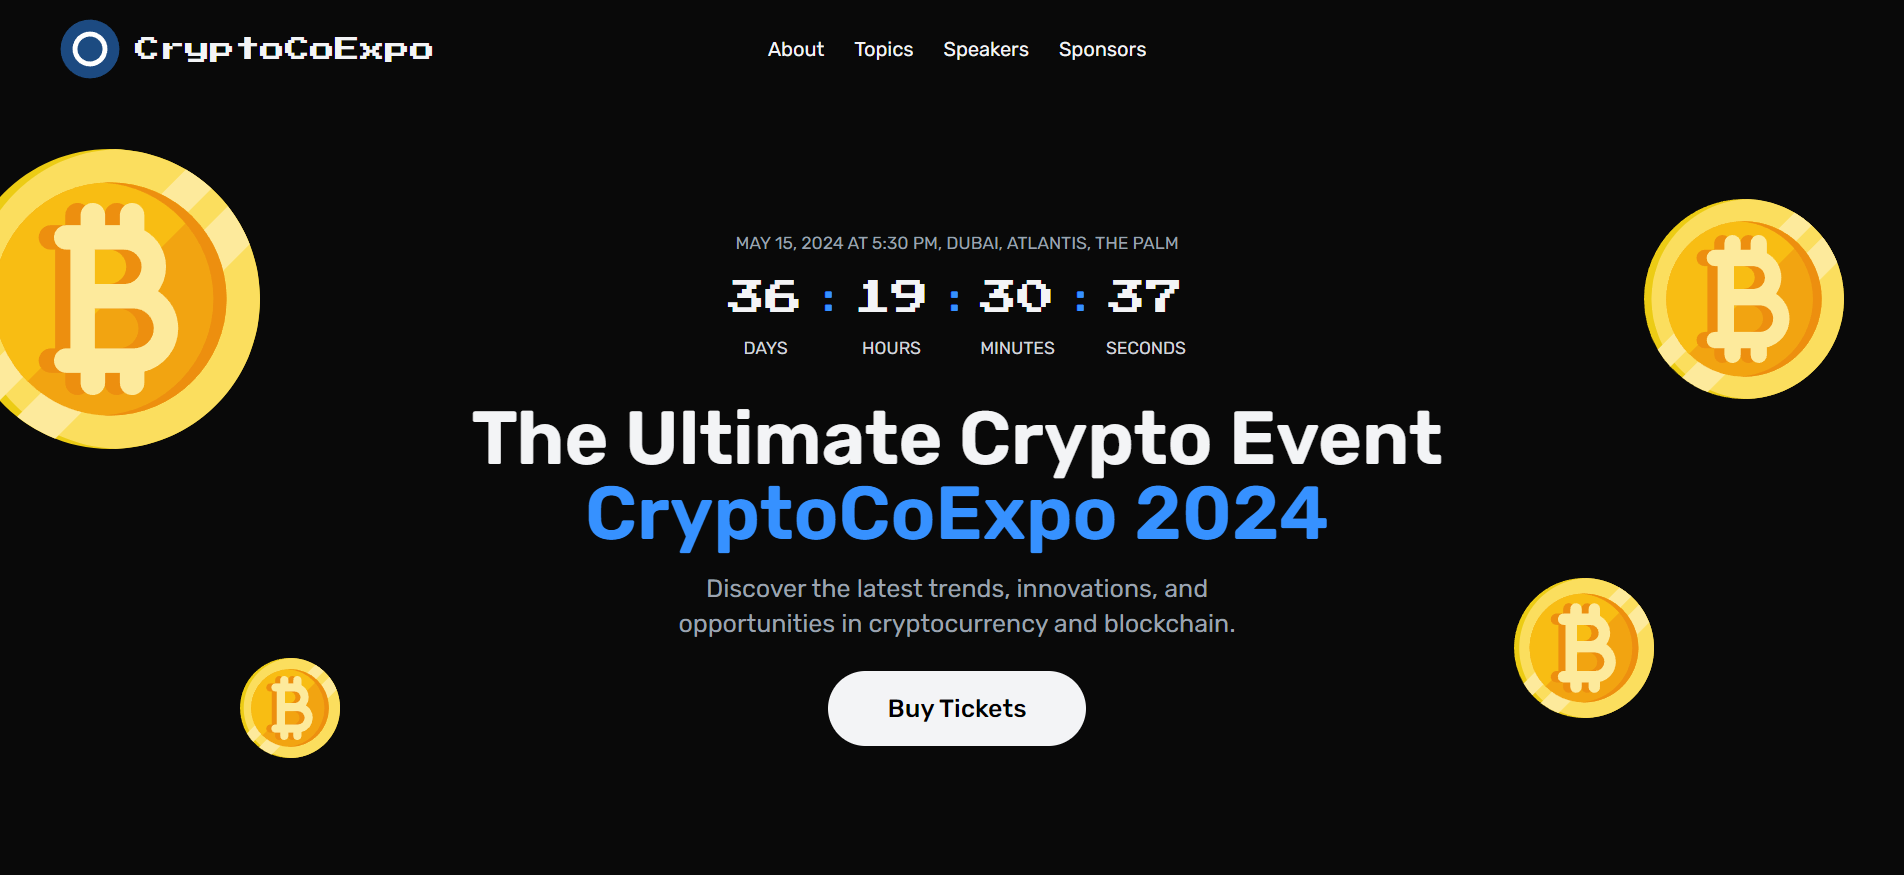 CryptoCoExpo
About Topics Speakers Sponsors
MAY 15, 2024 AT 5:30 PM, DUBAI, ATLANTIS, THE PALM
36 : 19 : 30 : 37
DAYS HOURS MINUTES SECONDS
The Ultimate Crypto Event
CryptoCoExpo 2024
Discover the latest trends, innovations, and
opportunities in cryptocurrency and blockchain.
Buy Tickets